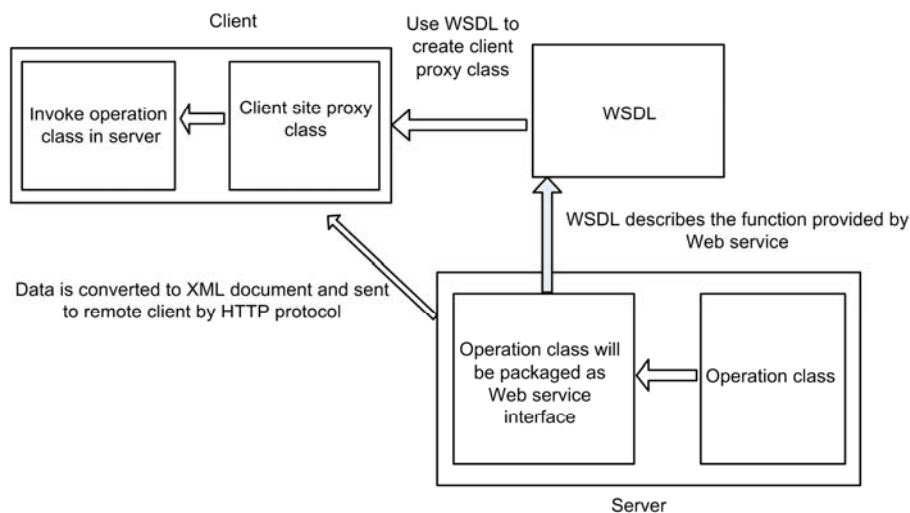 Client
Use WSDL to
create client
proxy class
Invoke operation
class in server
Client site proxy
class
WSDL
WSDL describes the function provided by
Web service
Data is converted to XML document and sent
to remote client by HTTP protocol
Operation class will
be packaged as
Web service
interface
Operation class
Server